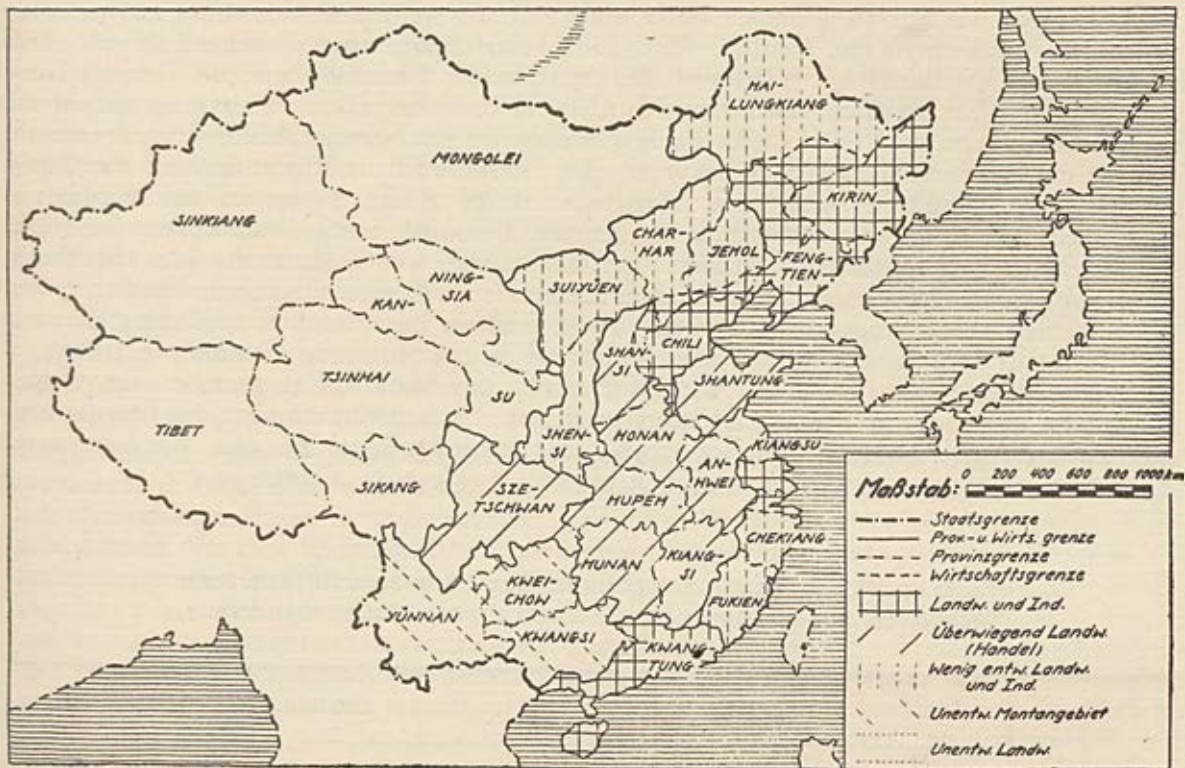 HAI-
LUNGKIANG
MONGOLEI
KIRIN
SINKIANG
CHAR-
HAR
JEHOL
FENG-
TIEN
NING-
SIA
SUIYÜEN
KAN-
SU
CHILI
SHAN-
SI
SHANTUNG
TSINHAI
TIBET
SHEN-
SI
HONAN
KIANGSU
AN-
HWEI
SIKANG
SZE-
TSCHWAN
HUPEH
CHEKIANG
HUNAN
KIANG-
SI
KWEI-
CHOW
FUKIEN
YÜNNAN
KWANGSI
KWANG-
TUNG
Maßstab: 0 200 400 600 800 1000 km
Staatsgrenze
Prov.- u. Wirts. grenze
Provinzgrenze
Wirtschaftsgrenze
Landw. und Ind.
Überwiegend Landw.
(Handel)
Wenig entw. Landw.
und Ind.
Unentw. Montangebiet
Unentw. Landw.